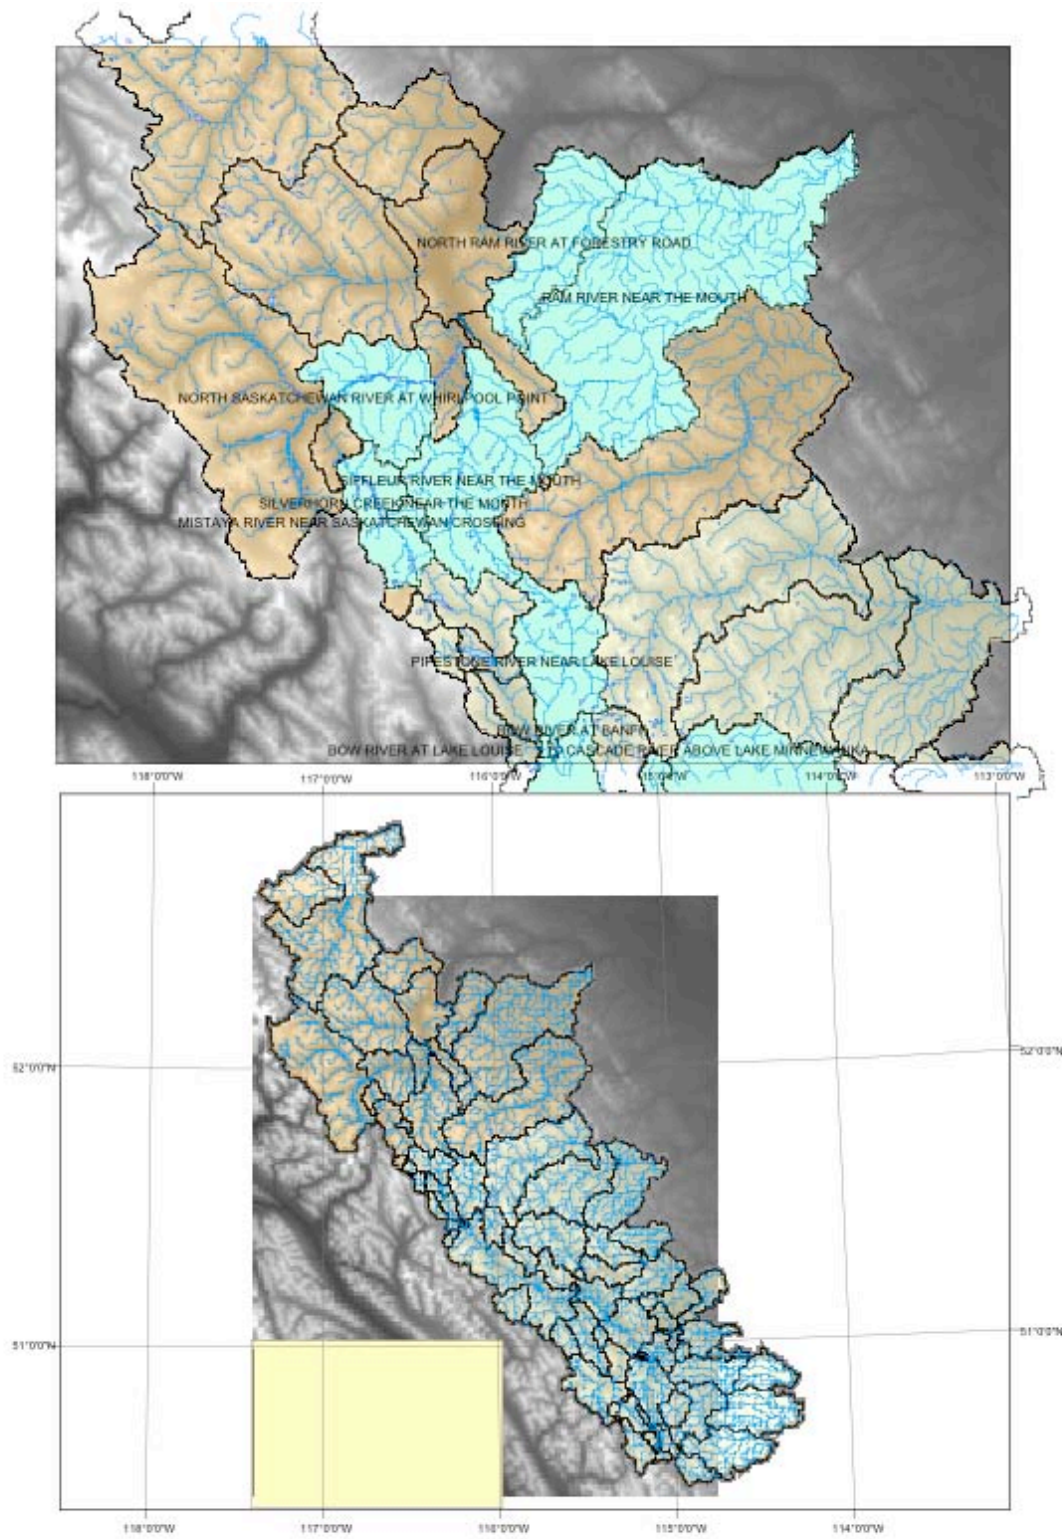 NORTH RAM RIVER AT FORESTRY ROAD
RAM RIVER NEAR THE MOUTH
NORTH SASKATCHEWAN RIVER AT WHIRLPOOL POINT
SIFFLEUR RIVER NEAR THE MOUTH
SILVERHORN CREEK NEAR THE MOUTH
MISTAYA RIVER NEAR SASKATCHEWAN CROSSING
PIPESTONE RIVER NEAR LAKE LOUISE
BOW RIVER AT BANFF
BOW RIVER AT LAKE LOUISE CASCADE RIVER ABOVE LAKE MINNEWANKA
118°0'0"W 117°0'0"W 116°0'0"W 115°0'0"W 114°0'0"W 113°0'0"W
52°0'0"N 52°0'0"N
51°0'0"N 51°0'0"N
118°0'0"W 117°0'0"W 116°0'0"W 115°0'0"W 114°0'0"W